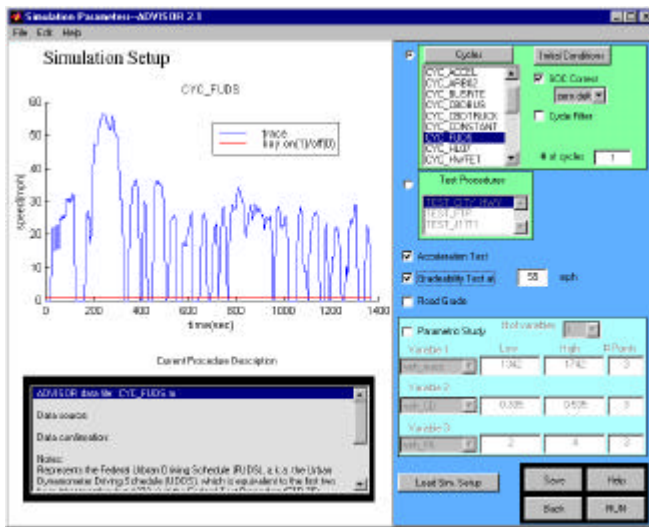 Simulation Parameters--ADVISOR 2.1
File Edit Help
Simulation Setup
CYC_FUDS
60
50
40
30
20
10
0
speed(mph)
trace
key on(1)/off(0)
0 200 400 600 800 1000 1200 1400
time(sec)
Current Procedure Description
ADVISOR data file: CYC_FUDS.m
Data source:
Data confirmation:
Notes:
Represents the Federal Urban Driving Schedule (FUDS), a.k.a. the Urban
Dynamometer Driving Schedule (UDDS), which is equivalent to the first two
Cycles
Initial Conditions
CYC_ACCEL
CYC_ARB02
CYC_BUSRTE
CYC_CBDBUS
CYC_CBDTRUCK
CYC_CONSTANT
CYC_FUDS
CYC_HL07
CYC_HWFET
SOC Correct
zero delt
Cycle Filter
# of cycles 1
Test Procedures
TEST_CITY_HWY
TEST_FTP
TEST_J1711
Acceleration Test
Gradeability Test at 55 mph
Road Grade
Parametric Study
# of variables
Variable 1 Low High # Points
veh_mass 1342 1742 3
Variable 2
veh_CD 0.335 3
Variable 3
2 4 3
Load Sim. Setup
Save Help
Back RUN